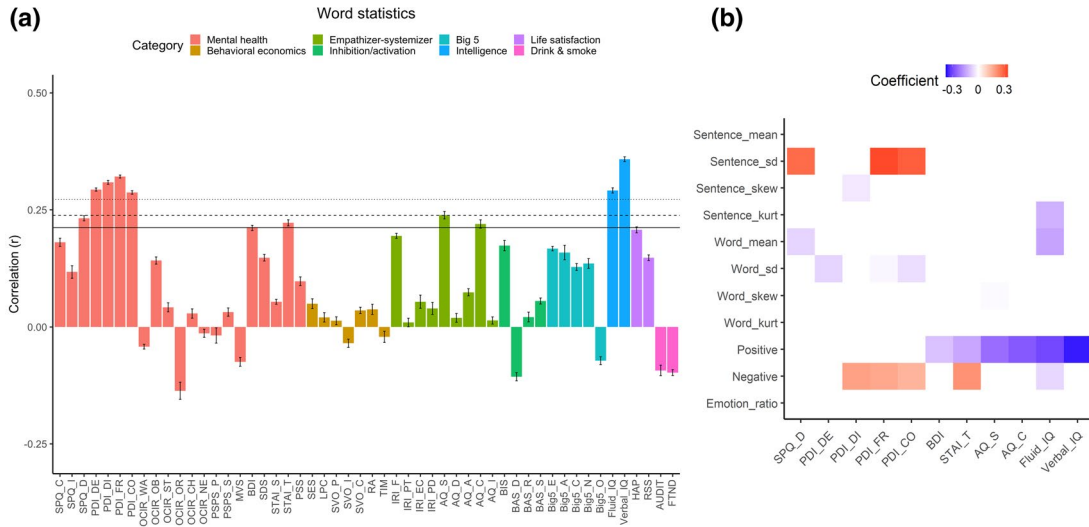 (a)
Word statistics
Category
Mental health
Behavioral economics
Empathizer-systemizer
Inhibition/activation
Big 5
Intelligence
Life satisfaction
Drink & smoke
Correlation (r)
0.50
0.25
0.00
-0.25
SPQ_C
SPQ_I
SPQ_D
PDI_DE
PDI_DI
PDI_FR
PDI_CO
OCIR_WA
OCIR_OB
OCIR_ST
OCIR_OR
OCIR_CH
OCIR_NE
PSPS_P
PSPS_S
MVS
BDI
SDS
STAI_S
STAI_T
PSS
SES
LPC
SVO_P
SVO_I
SVO_C
RA
TIM
IRI_F
IRI_PT
IRI_EC
IRI_PD
AQ_S
AQ_D
AQ_A
AQ_C
AQ_I
BIS
BAS_D
BAS_R
BAS_S
Big5_E
Big5_A
Big5_C
Big5_N
Big5_O
Fluid_IQ
Verbal_IQ
HAP
RSS
AUDIT
FTND
(b)
Coefficient
-0.3 0 0.3
Sentence_mean
Sentence_sd
Sentence_skew
Sentence_kurt
Word_mean
Word_sd
Word_skew
Word_kurt
Positive
Negative
Emotion_ratio
SPQ_D
PDI_DE
PDI_DI
PDI_FR
PDI_CO
BDI
STAI_T
AQ_S
AQ_C
Fluid_IQ
Verbal_IQ